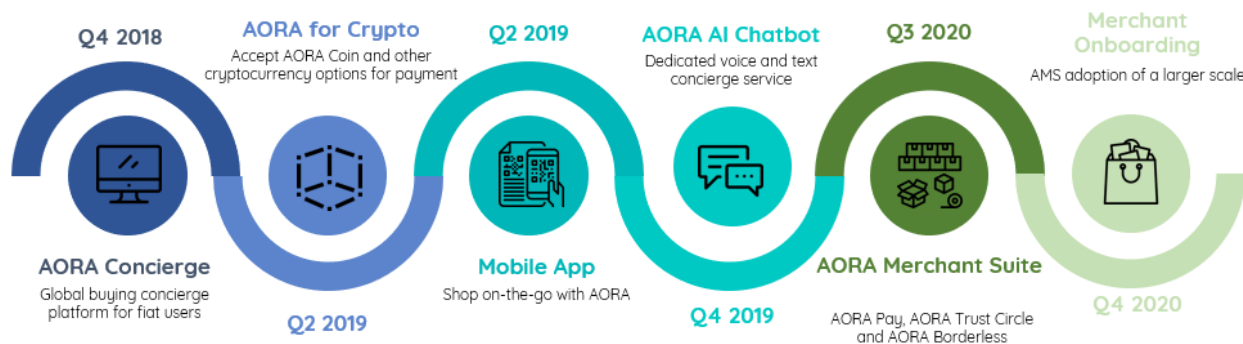 Q4 2018
AORA Concierge
Global buying concierge
platform for fiat users
AORA for Crypto
Accept AORA Coin and other
cryptocurrency options for payment
Q2 2019
Q2 2019
Mobile App
Shop on-the-go with AORA
AORA AI Chatbot
Dedicated voice and text
concierge service
Q4 2019
Q3 2020
AORA Merchant Suite
AORA Pay, AORA Trust Circle
and AORA Borderless
Merchant
Onboarding
AMS adoption of a larger scale
Q4 2020